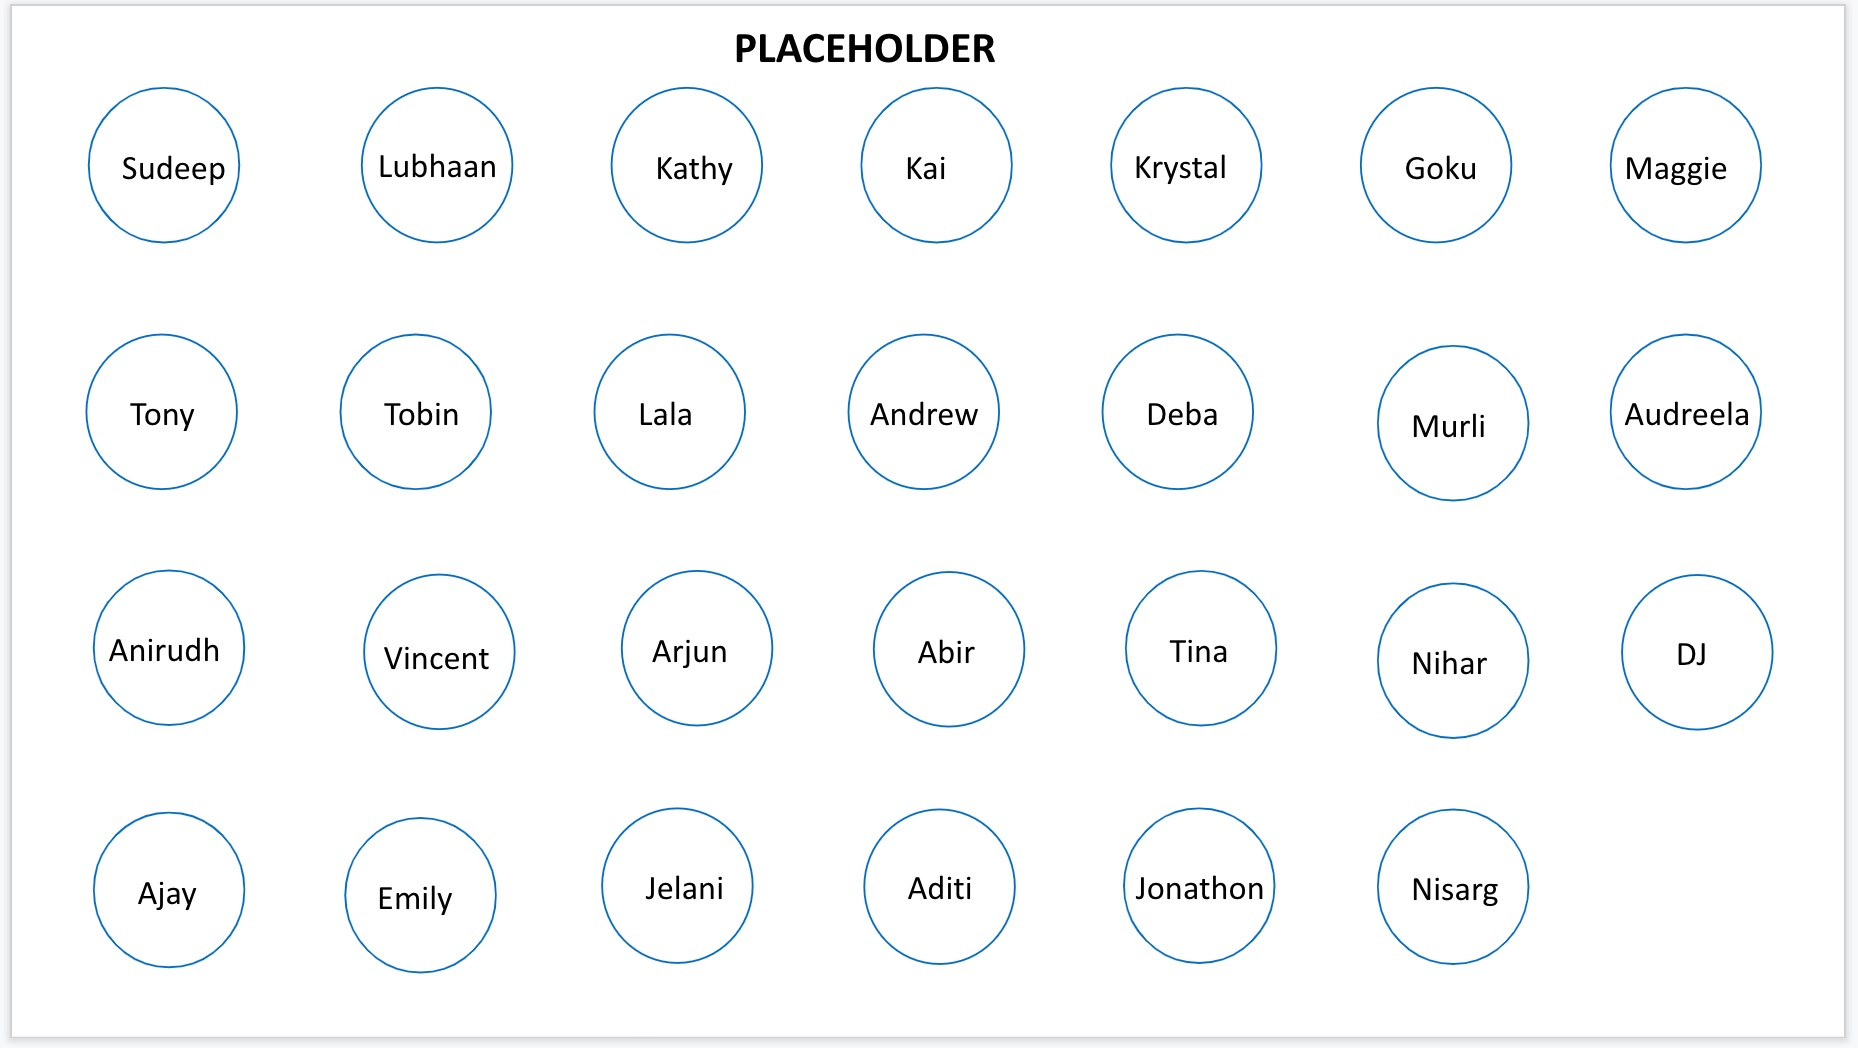 PLACEHOLDER
Sudeep
Lubhaan
Kathy
Kai
Krystal
Goku
Maggie
Tony
Tobin
Lala
Andrew
Deba
Murli
Audreela
Anirudh
Vincent
Arjun
Abir
Tina
Nihar
DJ
Ajay
Emily
Jelani
Aditi
Jonathon
Nisarg